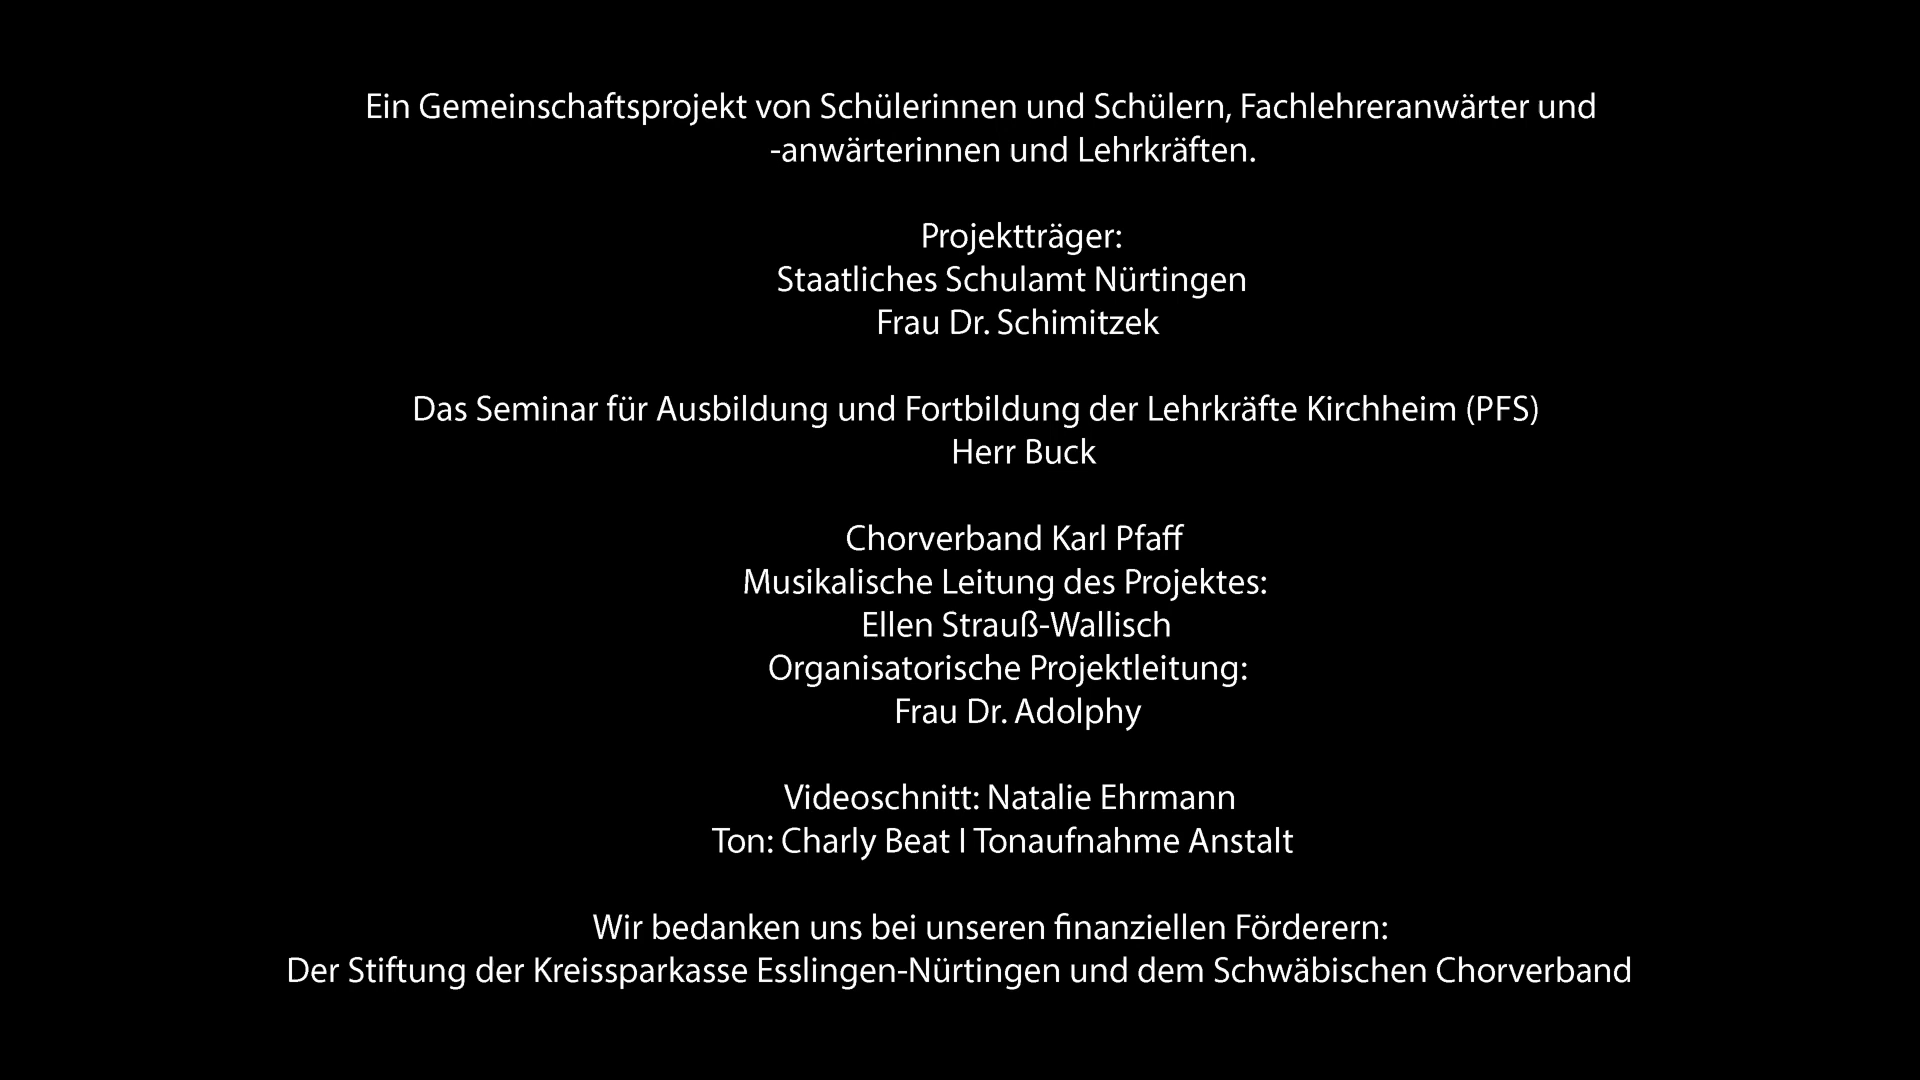 Ein Gemeinschaftsprojekt von Schülerinnen und Schülern, Fachlehreranwärter und
-anwärterinnen und Lehrkräften.
Projektträger:
Staatliches Schulamt Nürtingen
Frau Dr. Schimitzek
Das Seminar für Ausbildung und Fortbildung der Lehrkräfte Kirchheim (PFS)
Herr Buck
Chorverband Karl Pfaff
Musikalische Leitung des Projektes:
Ellen Strauß-Wallisch
Organisatorische Projektleitung:
Frau Dr. Adolphy
Videoschnitt: Natalie Ehrmann
Ton: Charly Beat I Tonaufnahme Anstalt
Wir bedanken uns bei unseren finanziellen Förderern:
Der Stiftung der Kreissparkasse Esslingen-Nürtingen und dem Schwäbischen Chorverband